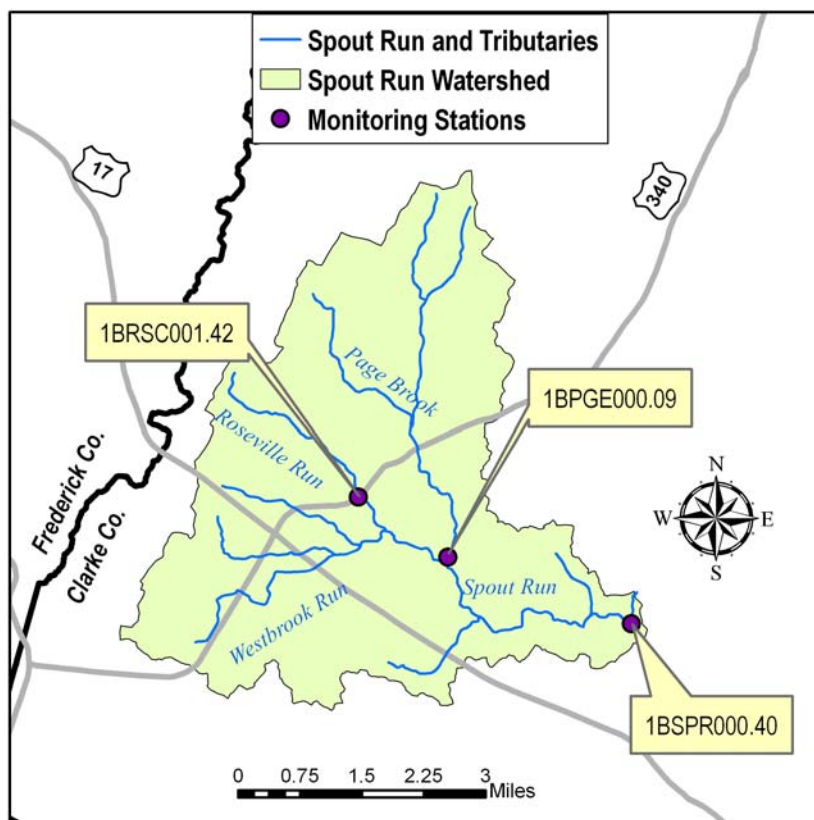 Spout Run and Tributaries
Spout Run Watershed
Monitoring Stations
17
340
1BRSC001.42
Page Brook
1BPGE000.09
Roseville Run
Frederick Co.
Clarke Co.
N
W E
S
Spout Run
Westbrook Run
1BSPR000.40
0 0.75 1.5 2.25 3
Miles